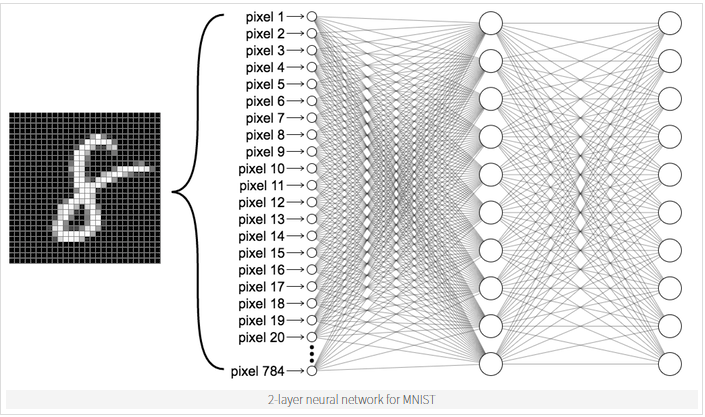 pixel 1
pixel 2
pixel 3
pixel 4
pixel 5
pixel 6
pixel 7
pixel 8
pixel 9
pixel 10
pixel 11
pixel 12
pixel 13
pixel 14
pixel 15
pixel 16
pixel 17
pixel 18
pixel 19
pixel 20
pixel 784
2-layer neural network for MNIST